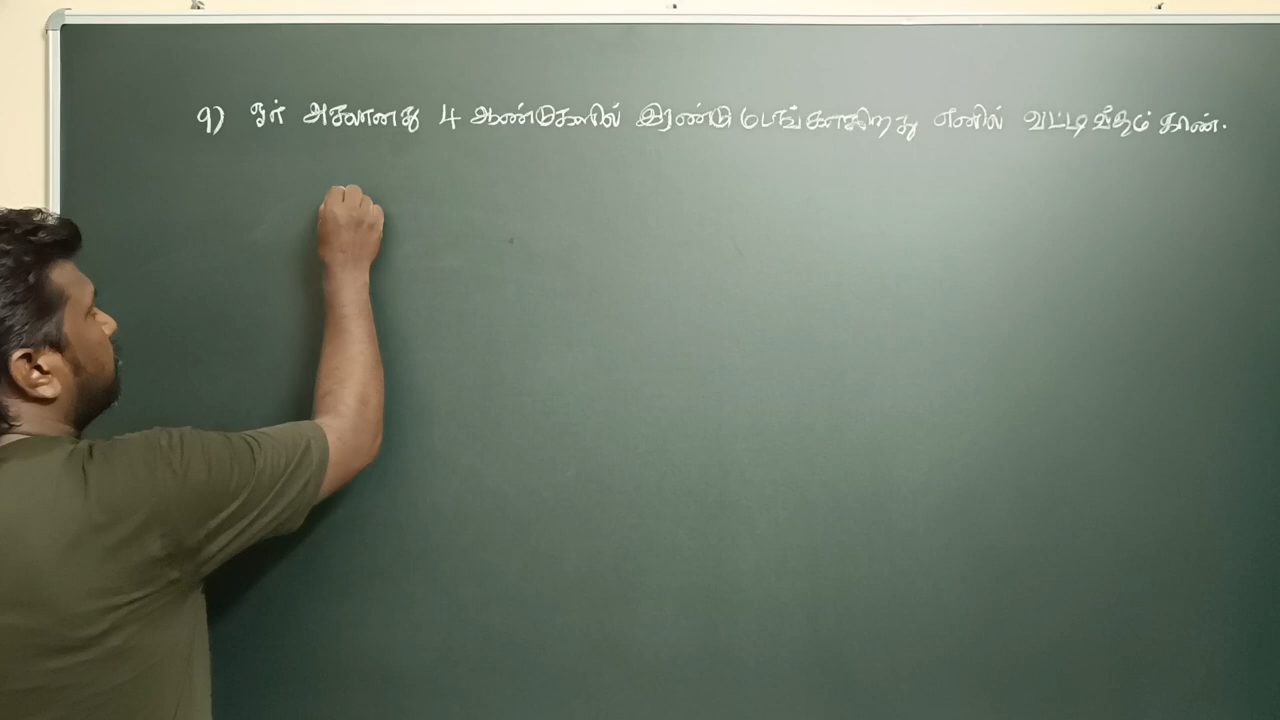 9) ஓர் அசலானது 4 ஆண்டுகளில் இரண்டு மடங்காகிறது எனில் வட்டி வீதம் காண்.